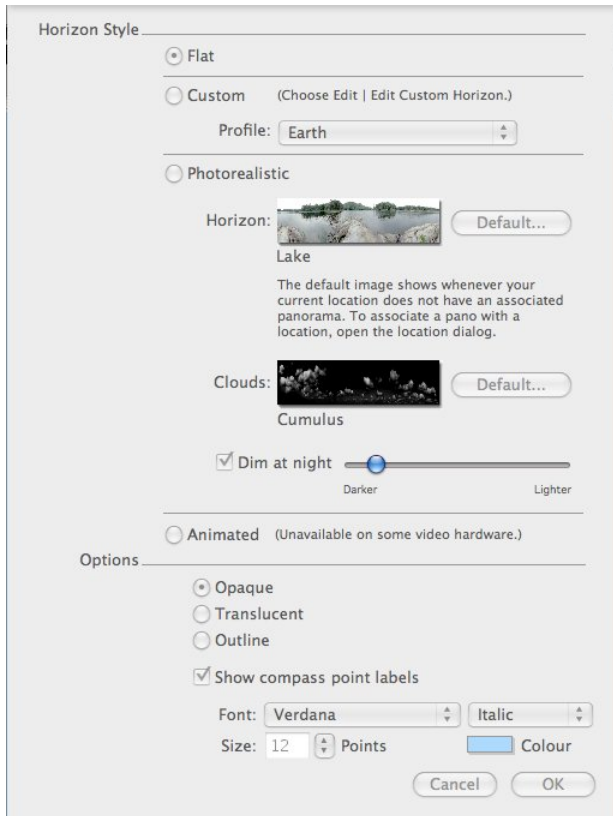 Horizon Style
Flat
Custom (Choose Edit | Edit Custom Horizon.)
Profile: Earth
Photorealistic
Horizon: Default...
Lake
The default image shows whenever your
current location does not have an associated
panorama. To associate a pano with a
location, open the location dialog.
Clouds: Default...
Cumulus
Dim at night
Darker Lighter
Animated (Unavailable on some video hardware.)
Options
Opaque
Translucent
Outline
Show compass point labels
Font: Verdana Italic
Size: 12 Points Colour
Cancel OK